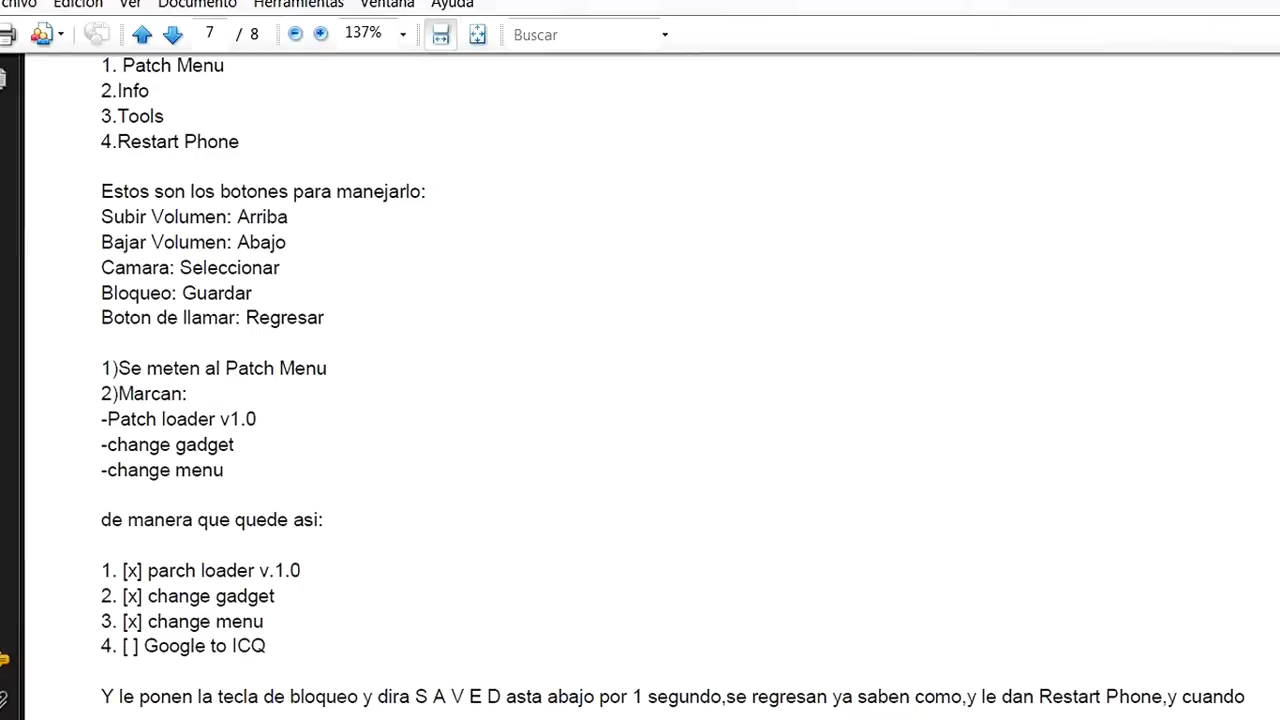 chivo Edición Ver Documento Herramientas Ventana Ayuda
7 / 8 137% Buscar
1. Patch Menu
2.Info
3.Tools
4.Restart Phone
Estos son los botones para manejarlo:
Subir Volumen: Arriba
Bajar Volumen: Abajo
Camara: Seleccionar
Bloqueo: Guardar
Boton de llamar: Regresar
1)Se meten al Patch Menu
2)Marcan:
-Patch loader v1.0
-change gadget
-change menu
de manera que quede asi:
1. [x] parch loader v.1.0
2. [x] change gadget
3. [x] change menu
4. [ ] Google to ICQ
Y le ponen la tecla de bloqueo y dira S A V E D asta abajo por 1 segundo,se regresan ya saben como,y le dan Restart Phone,y cuando